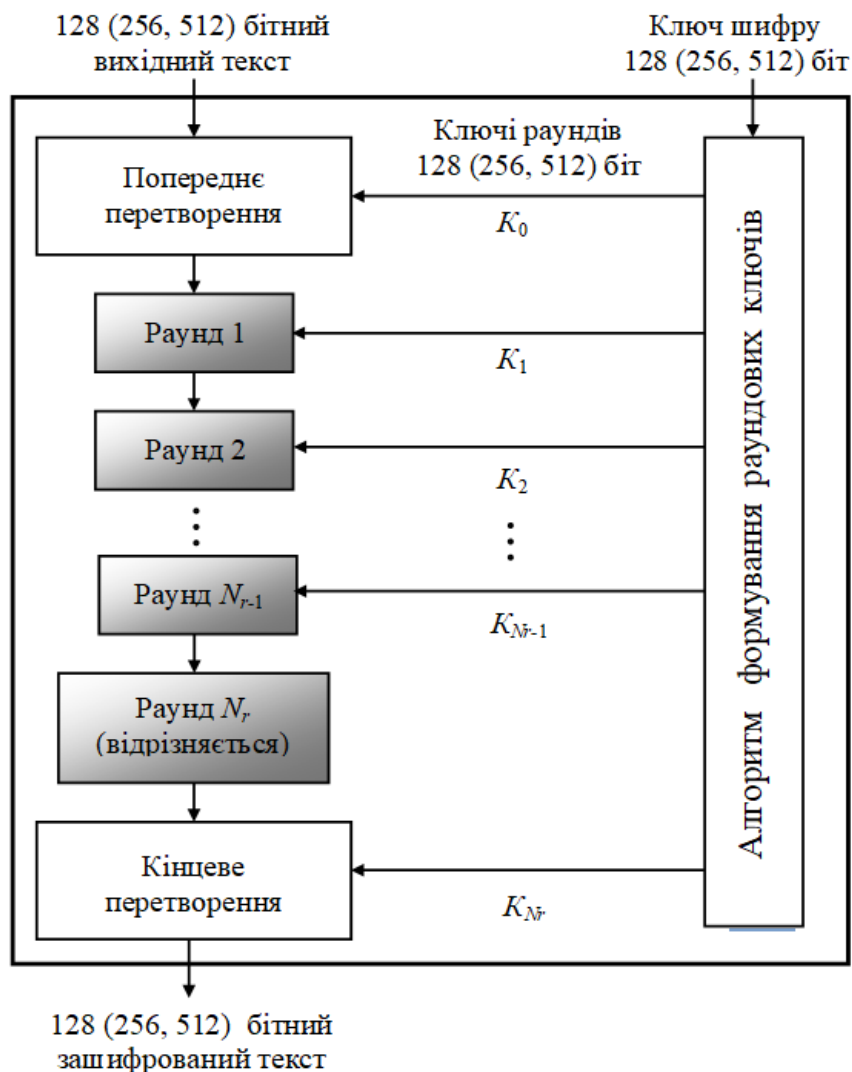 128 (256, 512) бітний
вихідний текст
Ключ шифру
128 (256, 512) біт
Ключі раундів
128 (256, 512) біт
Попереднє
перетворення
K0
Раунд 1
K1
Раунд 2
K2
Раунд Nr-1
KNr-1
Раунд Nr
(відрізняється)
Кінцеве
перетворення
KNr
Алгоритм формування раундових ключів
128 (256, 512) бітний
зашифрований текст